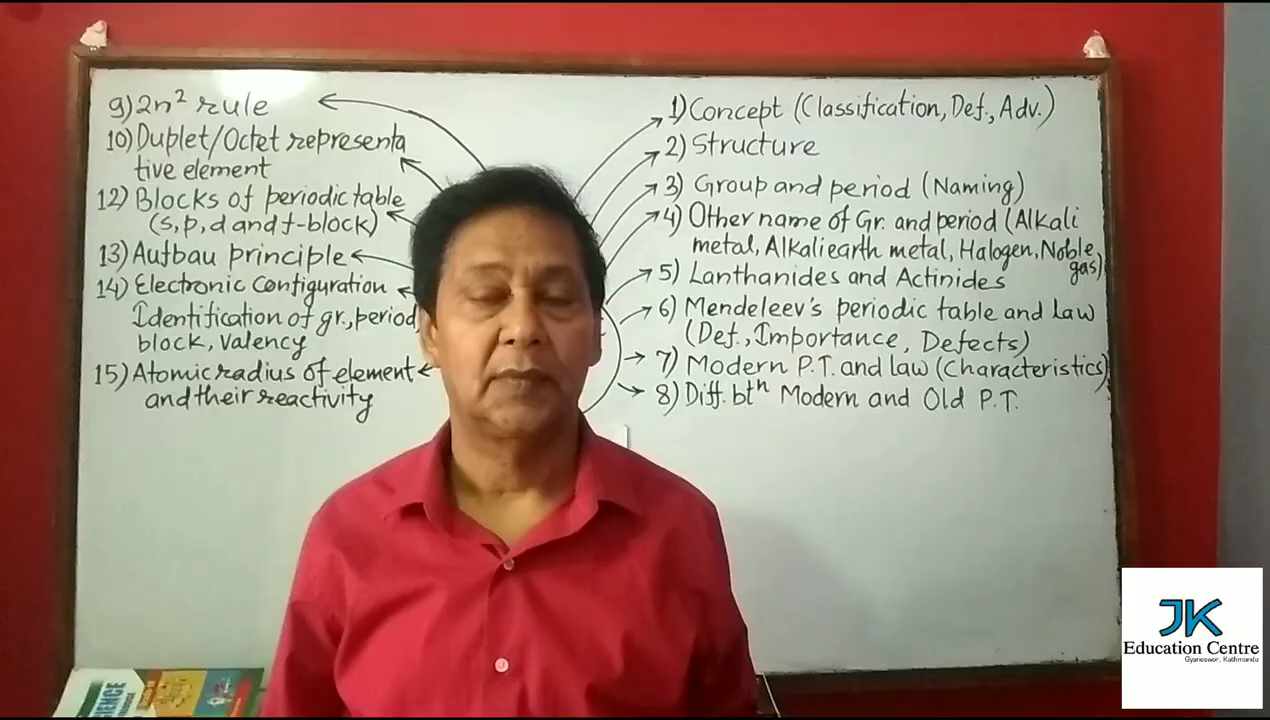 9) 2n² rule
10) Duplet/Octet representa
tive element
12) Blocks of periodic table
(s, p, d and f-block)
13) Aufbau principle
14) Electronic Configuration
Identification of gr., period
block, valency
15) Atomic radius of element
and their reactivity
1) Concept (Classification, Def., Adv.)
2) Structure
3) Group and period (Naming)
4) Other name of Gr. and period (Alkali
metal, Alkaliearth metal, Halogen, Noble
gas)
5) Lanthanides and Actinides
6) Mendeleev's periodic table and law
(Def., Importance, Defects)
7) Modern P.T. and law (Characteristics)
8) Diff. btⁿ Modern and Old P.T.
JK
Education Centre
Gyaneswor, Kathmandu